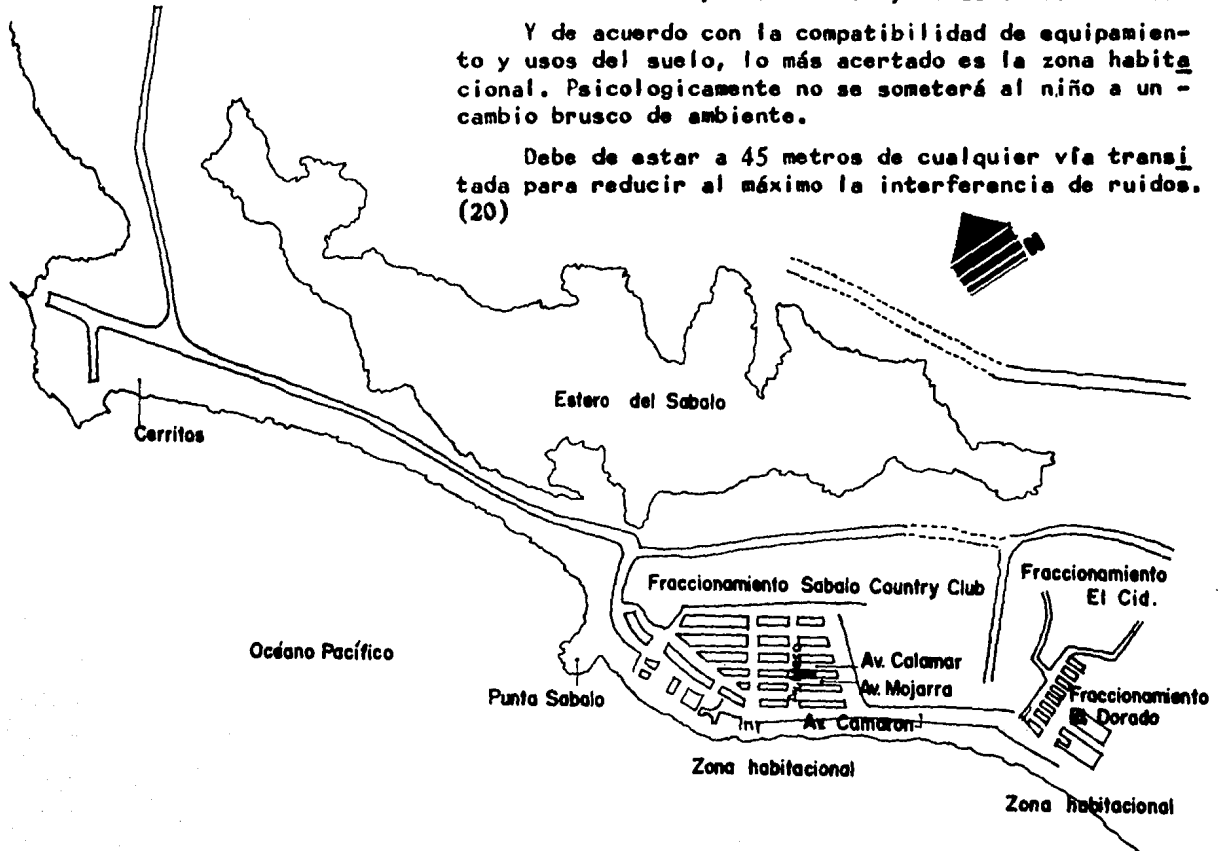 Y de acuerdo con la compatibilidad de equipamien-
to y usos del suelo, lo más acertado es la zona habita
cional. Psicologicamente no se someterá al niño a un -
cambio brusco de ambiente.
Debe de estar a 45 metros de cualquier vía transi
tada para reducir al máximo la interferencia de ruidos.
(20)
Estero del Sabalo
Cerritos
Fraccionamiento Sabalo Country Club
Fraccionamiento
El Cid.
Océano Pacífico
Av. Calamar
Av. Mojarra
Punta Sabalo
Fraccionamiento
El Dorado
Av. Camaron
Zona habitacional
Zona habitacional